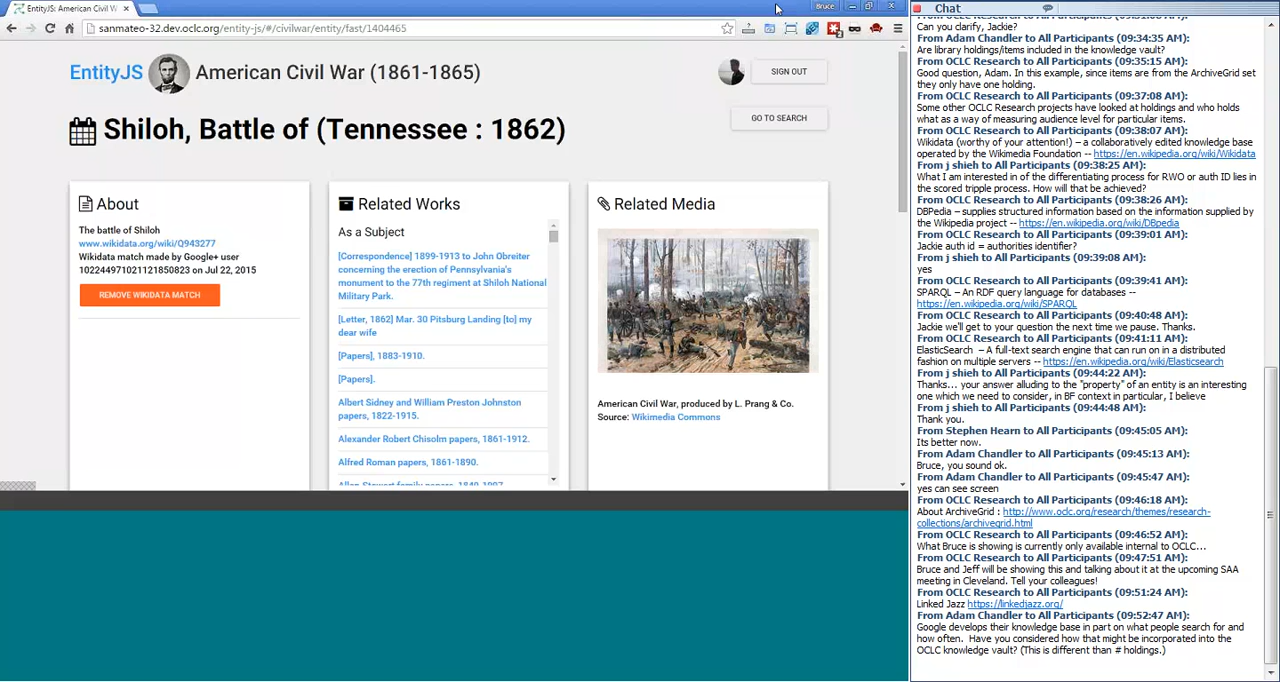 EntityJS: American Civil W
Bruce
sanmateo-32.dev.oclc.org/entity-js/#/civilwar/entity/fast/1404465
EntityJS American Civil War (1861-1865)
SIGN OUT
GO TO SEARCH
Shiloh, Battle of (Tennessee : 1862)
About
The battle of Shiloh
www.wikidata.org/wiki/Q943277
Wikidata match made by Google+ user
102244971021121850823 on Jul 22, 2015
REMOVE WIKIDATA MATCH
Related Works
As a Subject
[Correspondence] 1899-1913 to John Obreiter
concerning the erection of Pennsylvania's
monument to the 77th regiment at Shiloh National
Military Park.
[Letter, 1862] Mar. 30 Pitsburg Landing [to] my
dear wife
[Papers], 1883-1910.
[Papers].
Albert Sidney and William Preston Johnston
papers, 1822-1915.
Alexander Robert Chisolm papers, 1861-1912.
Alfred Roman papers, 1861-1890.
Allen Stewart family papers, 1840-1907
Related Media
American Civil War, produced by L. Prang & Co.
Source: Wikimedia Commons
Chat
From OCLC Research to All Participants (09:31:08 AM):
Can you clarify, Jackie?
From Adam Chandler to All Participants (09:34:35 AM):
Are library holdings/items included in the knowledge vault?
From OCLC Research to All Participants (09:35:15 AM):
Good question, Adam. In this example, since items are from the ArchiveGrid set
they only have one holding.
From OCLC Research to All Participants (09:37:08 AM):
Some other OCLC Research projects have looked at holdings and who holds
what as a way of measuring audience level for particular items.
From OCLC Research to All Participants (09:38:07 AM):
Wikidata (worthy of your attention!) – a collaboratively edited knowledge base
operated by the Wikimedia Foundation -- https://en.wikipedia.org/wiki/Wikidata
From j shieh to All Participants (09:38:25 AM):
What I am interested in of the differentiating process for RWO or auth ID lies in
the scored tripple process. How will that be achieved?
From OCLC Research to All Participants (09:38:26 AM):
DBPedia – supplies structured information based on the information supplied by
the Wikipedia project -- https://en.wikipedia.org/wiki/DBpedia
From OCLC Research to All Participants (09:39:01 AM):
Jackie auth id = authorities identifier?
From j shieh to All Participants (09:39:08 AM):
yes
From OCLC Research to All Participants (09:39:41 AM):
SPARQL – An RDF query language for databases --
https://en.wikipedia.org/wiki/SPARQL
From OCLC Research to All Participants (09:40:48 AM):
Jackie we'll get to your question the next time we pause. Thanks.
From OCLC Research to All Participants (09:41:11 AM):
ElasticSearch – A full-text search engine that can run on in a distributed
fashion on multiple servers -- https://en.wikipedia.org/wiki/Elasticsearch
From j shieh to All Participants (09:44:22 AM):
Thanks... your answer alluding to the "property" of an entity is an interesting
one which we need to consider, in BF context in particular, I believe
From j shieh to All Participants (09:44:48 AM):
Thank you.
From Stephen Hearn to All Participants (09:45:05 AM):
Its better now.
From Adam Chandler to All Participants (09:45:13 AM):
Bruce, you sound ok.
From Adam Chandler to All Participants (09:45:47 AM):
yes can see screen
From OCLC Research to All Participants (09:46:18 AM):
About ArchiveGrid : http://www.oclc.org/research/themes/research-
collections/archivegrid.html
From OCLC Research to All Participants (09:46:52 AM):
What Bruce is showing is currently only available internal to OCLC...
From OCLC Research to All Participants (09:47:51 AM):
Bruce and Jeff will be showing this and talking about it at the upcoming SAA
meeting in Cleveland. Tell your colleagues!
From OCLC Research to All Participants (09:51:24 AM):
Linked Jazz https://linkedjazz.org/
From Adam Chandler to All Participants (09:52:47 AM):
Google develops their knowledge base in part on what people search for and
how often. Have you considered how that might be incorporated into the
OCLC knowledge vault? (This is different than # holdings.)